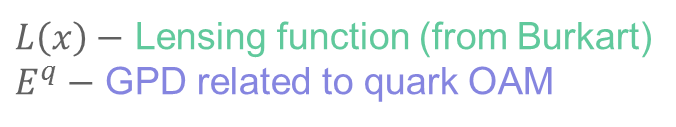 L(x) – Lensing function (from Burkart)
E^q – GPD related to quark OAM